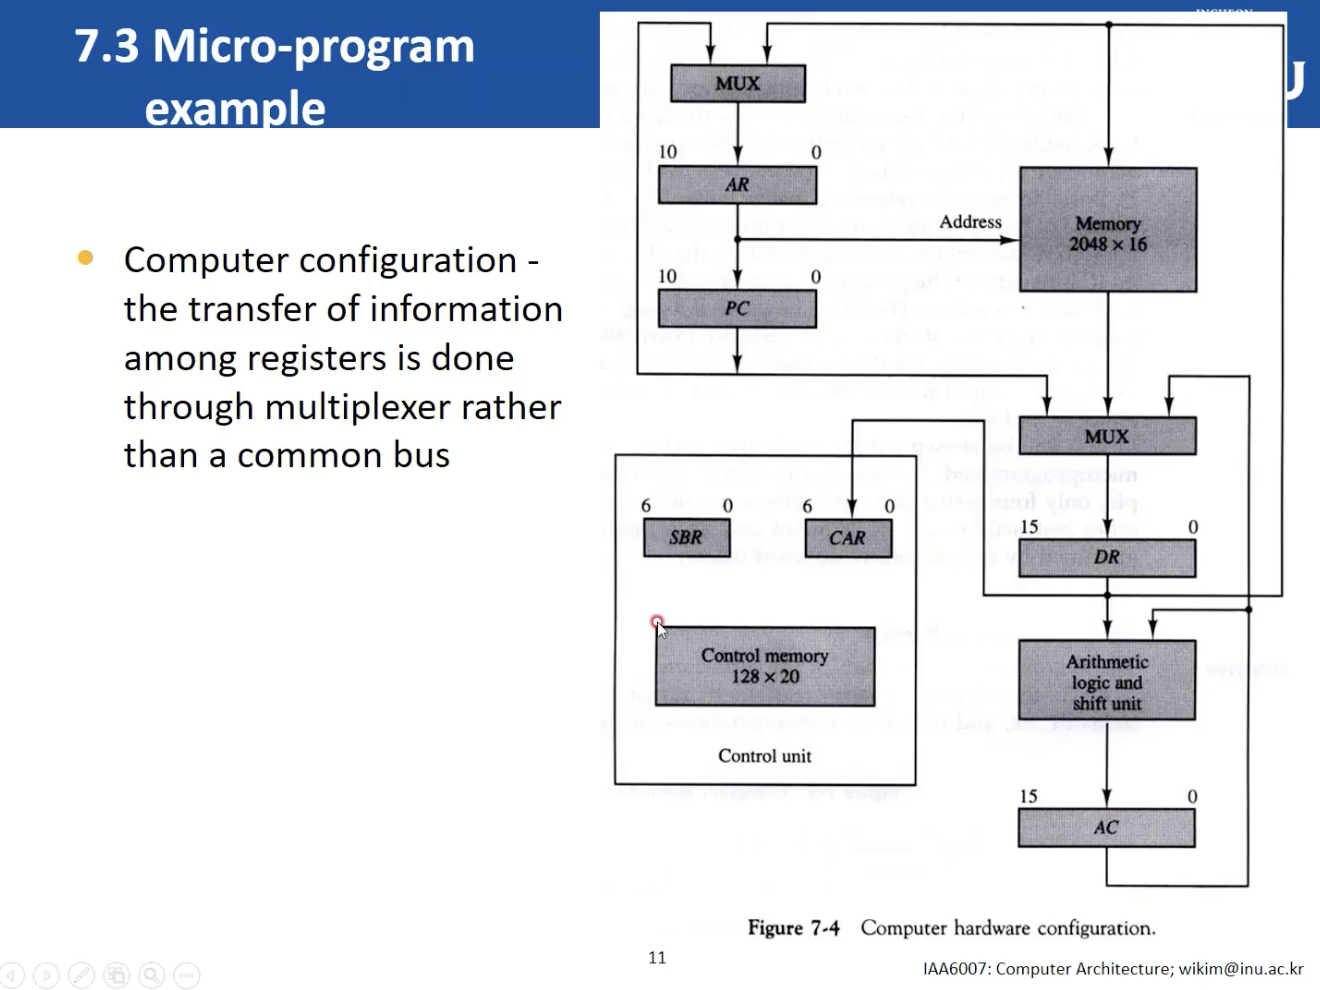 7.3 Micro-program
example
Computer configuration -
the transfer of information
among registers is done
through multiplexer rather
than a common bus
MUX
10 0
AR
Address
Memory
2048 × 16
10 0
PC
MUX
6 0
SBR
6 0
CAR
15 0
DR
Control memory
128 × 20
Control unit
Arithmetic
logic and
shift unit
15 0
AC
Figure 7-4 Computer hardware configuration.
11
IAA6007: Computer Architecture; wikim@inu.ac.kr